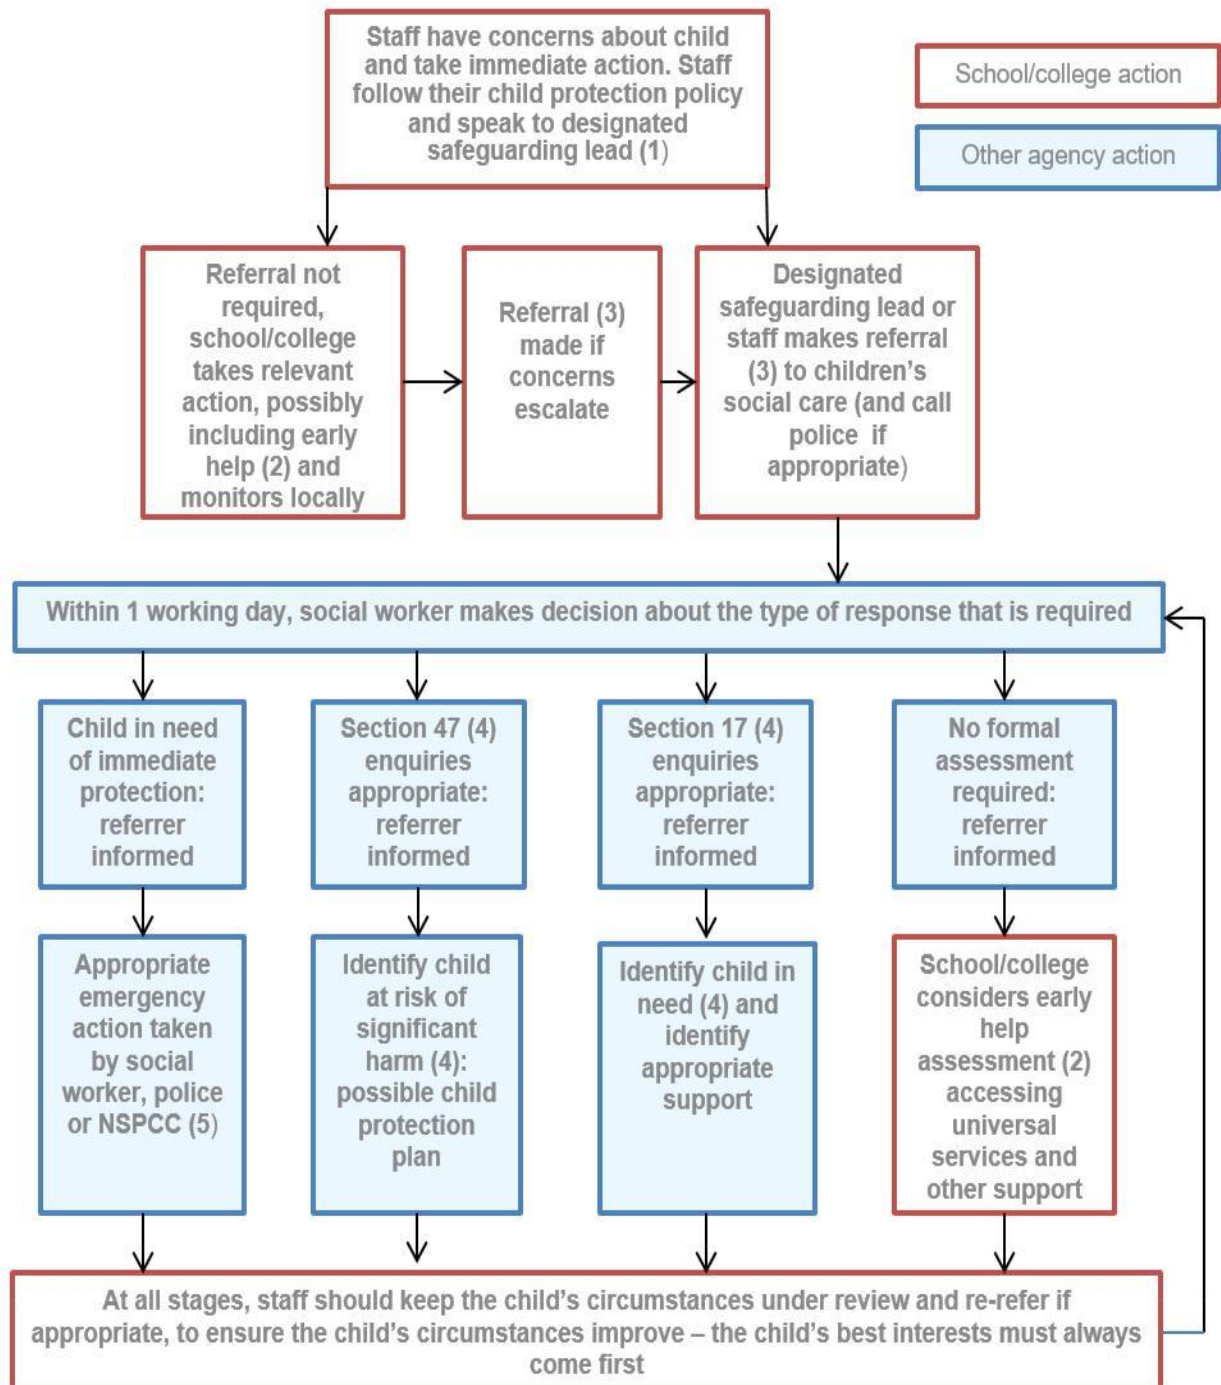 Staff have concerns about child
and take immediate action. Staff
follow their child protection policy
and speak to designated
safeguarding lead (1)
School/college action
Other agency action
Referral not
required,
school/college
takes relevant
action, possibly
including early
help (2) and
monitors locally
Referral (3)
made if
concerns
escalate
Designated
safeguarding lead or
staff makes referral
(3) to children’s
social care (and call
police if
appropriate)
Within 1 working day, social worker makes decision about the type of response that is required
Child in need
of immediate
protection:
referrer
informed
Section 47 (4)
enquiries
appropriate:
referrer
informed
Section 17 (4)
enquiries
appropriate:
referrer
informed
No formal
assessment
required:
referrer
informed
Appropriate
emergency
action taken
by social
worker, police
or NSPCC (5)
Identify child
at risk of
significant
harm (4):
possible child
protection
plan
Identify child in
need (4) and
identify
appropriate
support
School/college
considers early
help
assessment (2)
accessing
universal
services and
other support
At all stages, staff should keep the child’s circumstances under review and re-refer if
appropriate, to ensure the child’s circumstances improve – the child’s best interests must always
come first